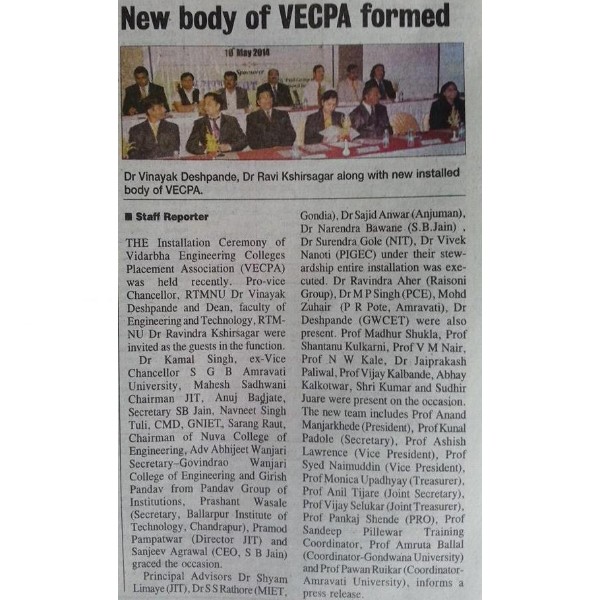 New body of VECPA formed
10th May 2014
Sponsor
Dr Vinayak Deshpande, Dr Ravi Kshirsagar along with new installed
body of VECPA.
■ Staff Reporter
THE Installation Ceremony of
Vidarbha Engineering Colleges
Placement Association (VECPA)
was held recently. Pro-vice
Chancellor, RTMNU Dr Vinayak
Deshpande and Dean, faculty of
Engineering and Technology, RTM-
NU Dr Ravindra Kshirsagar were
invited as the guests in the function.
Dr Kamal Singh, ex-Vice
Chancellor S G B Amravati
University, Mahesh Sadhwani
Chairman JIT, Anuj Badjate,
Secretary SB Jain, Navneet Singh
Tuli, CMD, GNIET, Sarang Raut,
Chairman of Nuva College of
Engineering, Adv Abhijeet Wanjari
Secretary-Govindrao Wanjari
College of Engineering and Girish
Pandav from Pandav Group of
Institutions, Prashant Wasale
(Secretary, Ballarpur Institute of
Technology, Chandrapur), Pramod
Pampatwar (Director JIT) and
Sanjeev Agrawal (CEO, S B Jain)
graced the occasion.
Principal Advisors Dr Shyam
Limaye (JIT), Dr S S Rathore (MIET,
Gondia), Dr Sajid Anwar (Anjuman),
Dr Narendra Bawane (S.B.Jain) ,
Dr Surendra Gole (NIT), Dr Vivek
Nanoti (PIGEC) under their stew-
ardship entire installation was exe-
cuted. Dr Ravindra Aher (Raisoni
Group), Dr M P Singh (PCE), Mohd
Zuhair (P R Pote, Amravati), Dr
Deshpande (GWCET) were also
present. Prof Madhur Shukla, Prof
Shantanu Kulkarni, Prof V M Nair,
Prof N W Kale, Dr Jaiprakash
Paliwal, Prof Vijay Kalbande, Abhay
Kalkotwar, Shri Kumar and Sudhir
Juare were present on the occasion.
The new team includes Prof Anand
Manjarkhede (President), Prof Kunal
Padole (Secretary), Prof Ashish
Lawrence (Vice President), Prof
Syed Naimuddin (Vice President),
Prof Monica Upadhyay (Treasurer),
Prof Anil Tijare (Joint Secretary),
Prof Vijay Selukar (Joint Treasurer),
Prof Pankaj Shende (PRO), Prof
Sandeep Pillewar Training
Coordinator, Prof Amruta Ballal
(Coordinator-Gondwana University)
and Prof Pawan Ruikar (Coordinator-
Amravati University), informs a
press release.